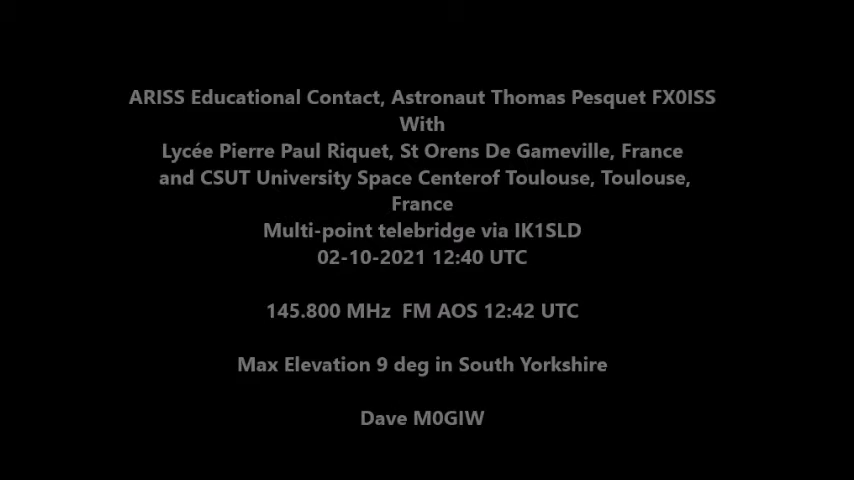 ARISS Educational Contact, Astronaut Thomas Pesquet FX0ISS
With
Lycée Pierre Paul Riquet, St Orens De Gameville, France
and CSUT University Space Centerof Toulouse, Toulouse,
France
Multi-point telebridge via IK1SLD
02-10-2021 12:40 UTC
145.800 MHz  FM AOS 12:42 UTC
Max Elevation 9 deg in South Yorkshire
Dave M0GIW